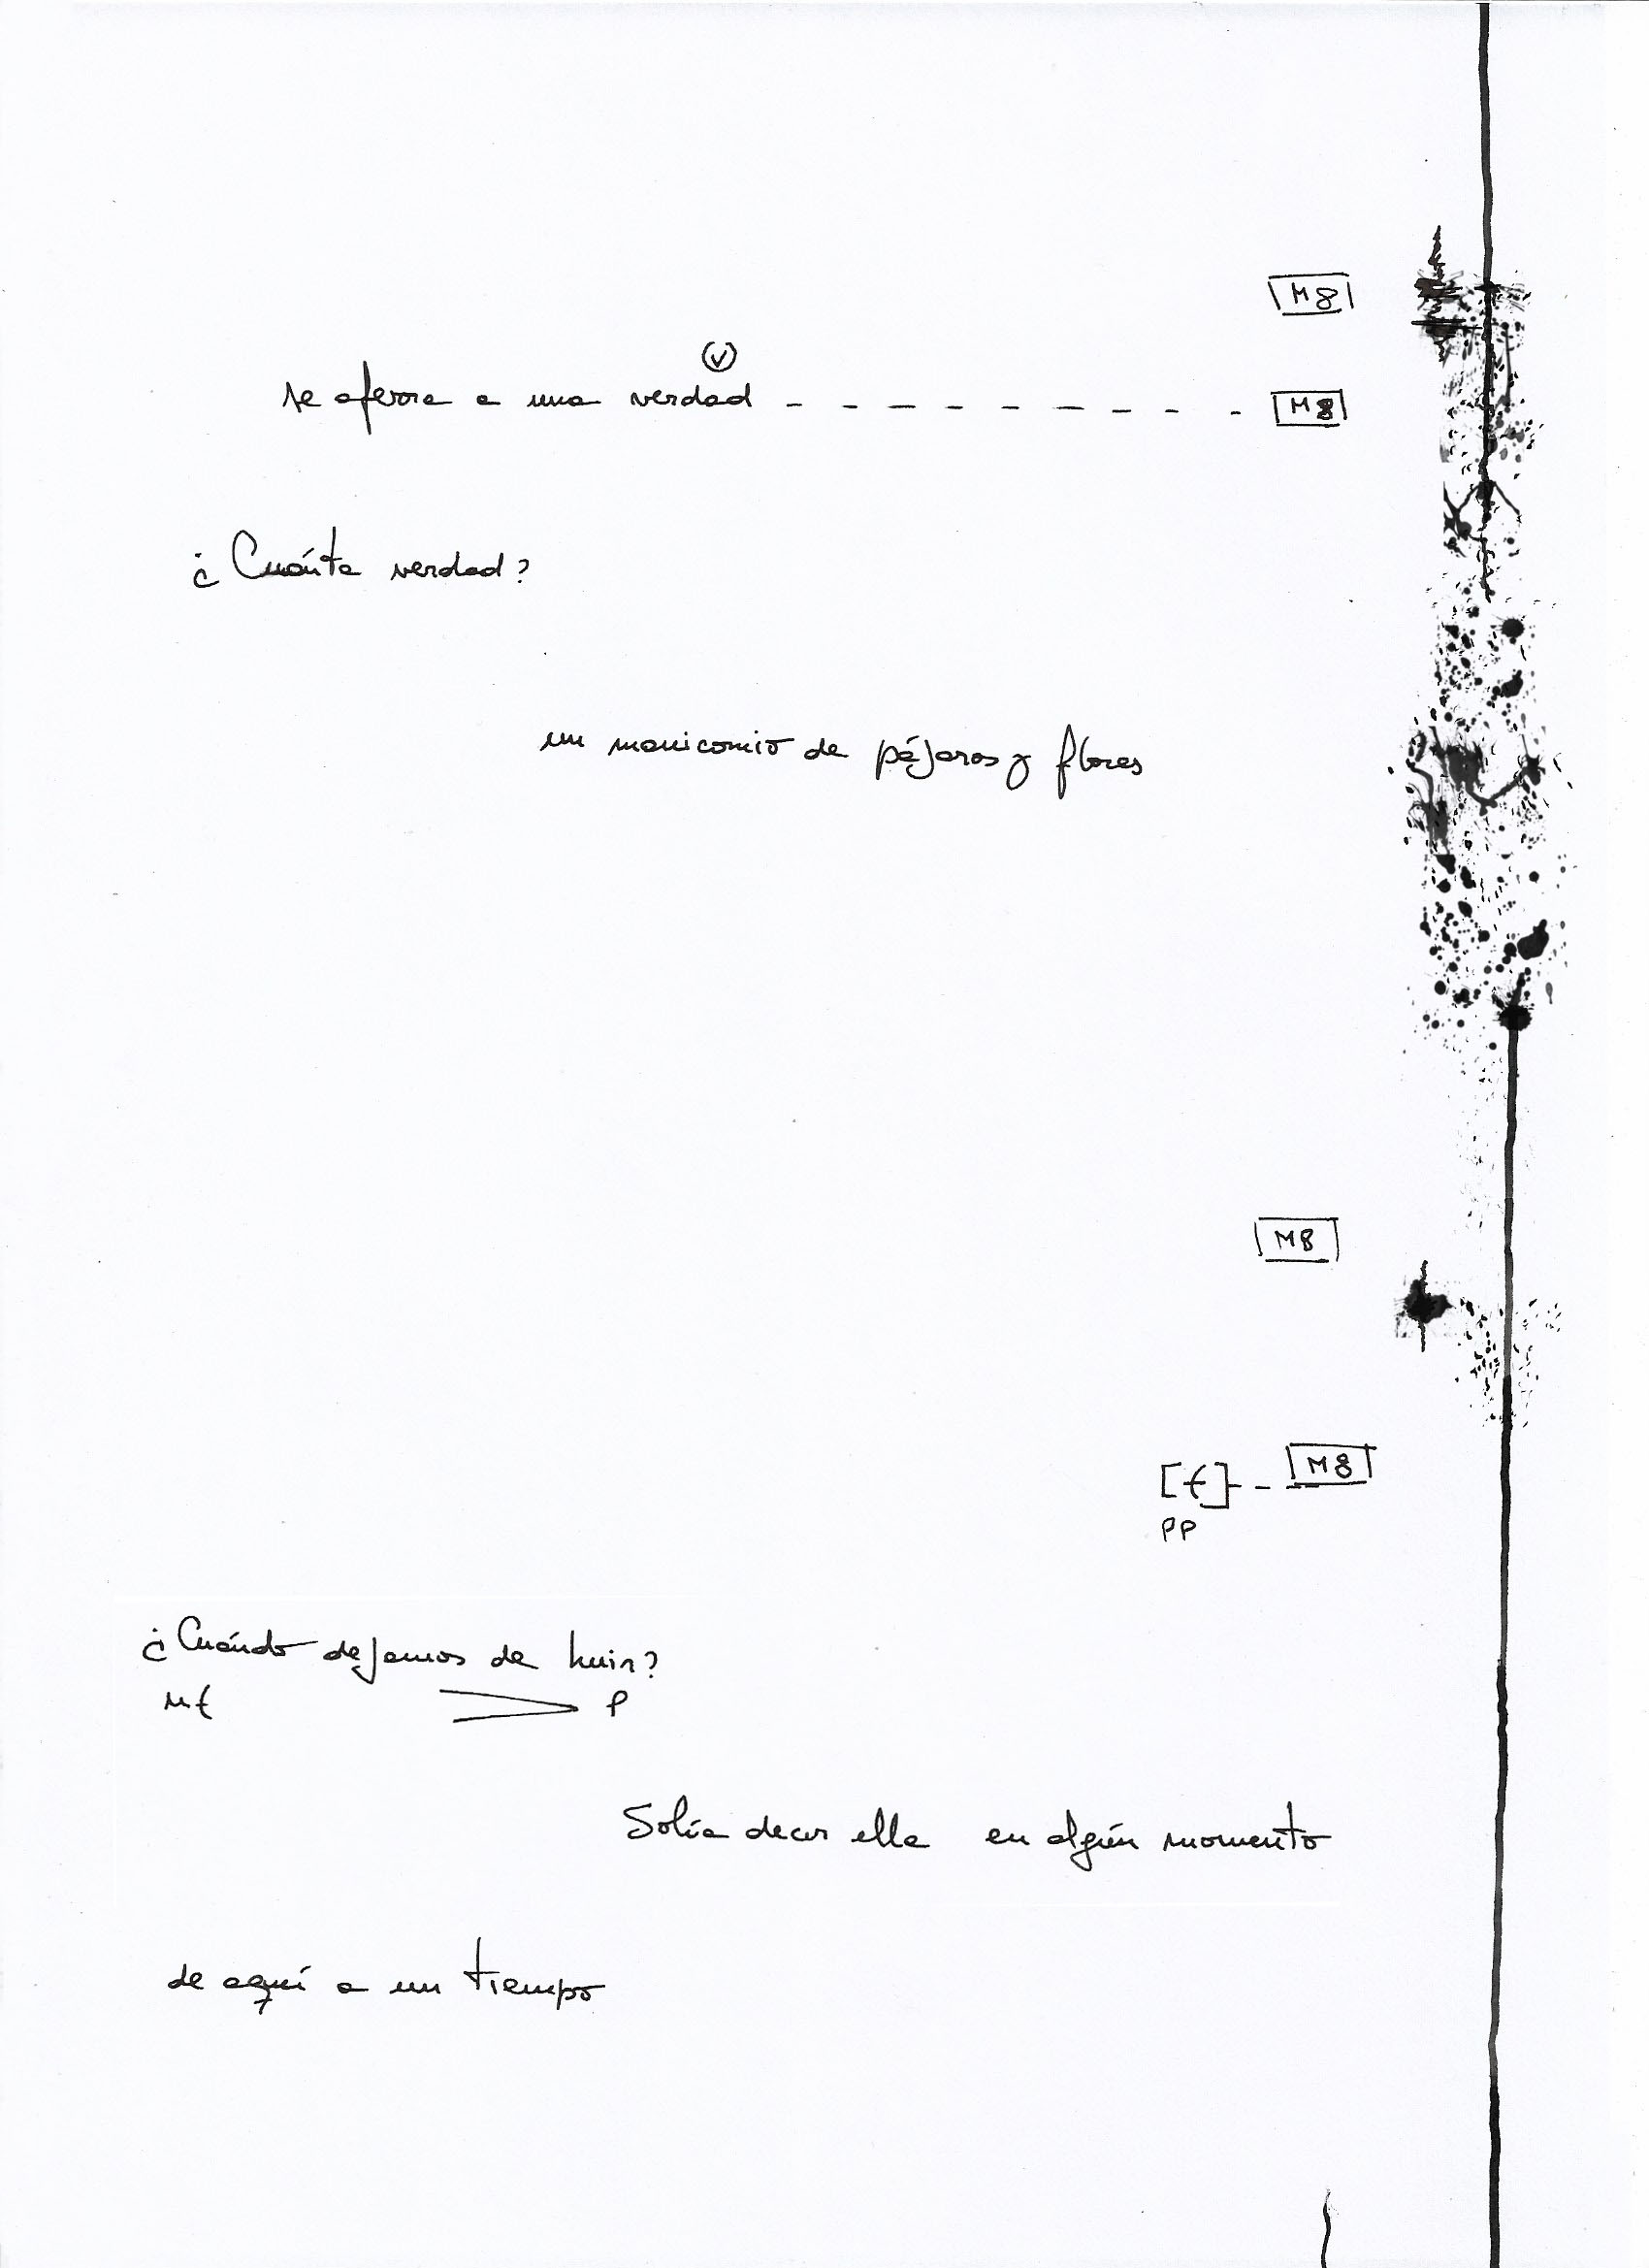 M8
v
se aferra a una verdad - - - - - - - - - - M8
¿Cuánta verdad?
un manicomio de pájaros y flores
M8
[f] - - M8
pp
¿Cuándo dejamos de huir?
mf > p
Solía decir ella en algún momento
de aquí a un tiempo